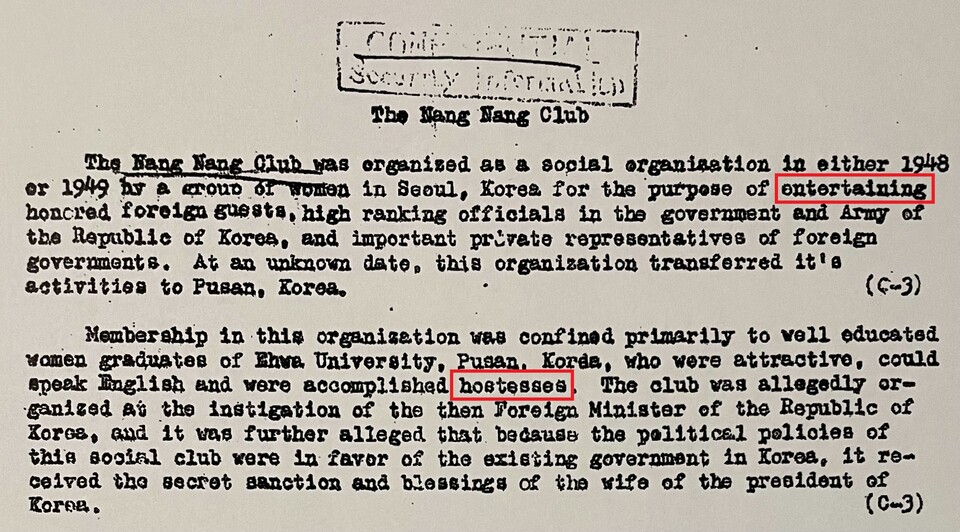 CONFIDENTIAL
Security Information
The Nang Nang Club
The Nang Nang Club was organized as a social organization in either 1948
or 1949 by a group of women in Seoul, Korea for the purpose of entertaining
honored foreign guests, high ranking officials in the government and Army of
the Republic of Korea, and important private representatives of foreign
governments. At an unknown date, this organization transferred it's
activities to Pusan, Korea. (C-3)
Membership in this organization was confined primarily to well educated
women graduates of Ehwa University, Pusan, Korea, who were attractive, could
speak English and were accomplished hostesses. The club was allegedly or-
ganized at the instigation of the then Foreign Minister of the Republic of
Korea, and it was further alleged that because the political policies of
this social club were in favor of the existing government in Korea, it re-
ceived the secret sanction and blessings of the wife of the president of
Korea. (C-3)